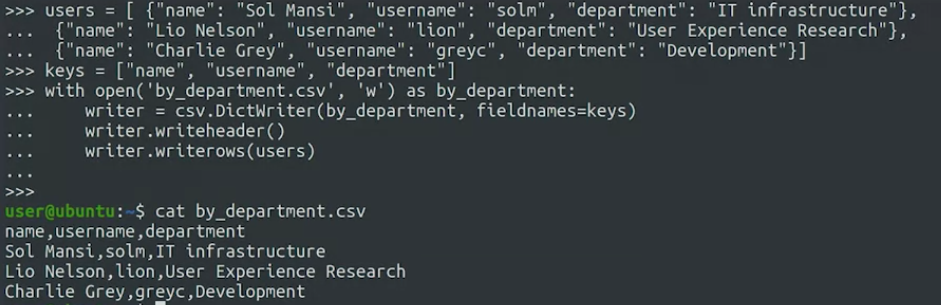 >>> users = [ {"name": "Sol Mansi", "username": "solm", "department": "IT infrastructure"},
...  {"name": "Lio Nelson", "username": "lion", "department": "User Experience Research"},
...  {"name": "Charlie Grey", "username": "greyc", "department": "Development"}]
>>> keys = ["name", "username", "department"]
>>> with open('by_department.csv', 'w') as by_department:
...     writer = csv.DictWriter(by_department, fieldnames=keys)
...     writer.writeheader()
...     writer.writerows(users)
...
>>>
user@ubuntu:~$ cat by_department.csv
name,username,department
Sol Mansi,solm,IT infrastructure
Lio Nelson,lion,User Experience Research
Charlie Grey,greyc,Development